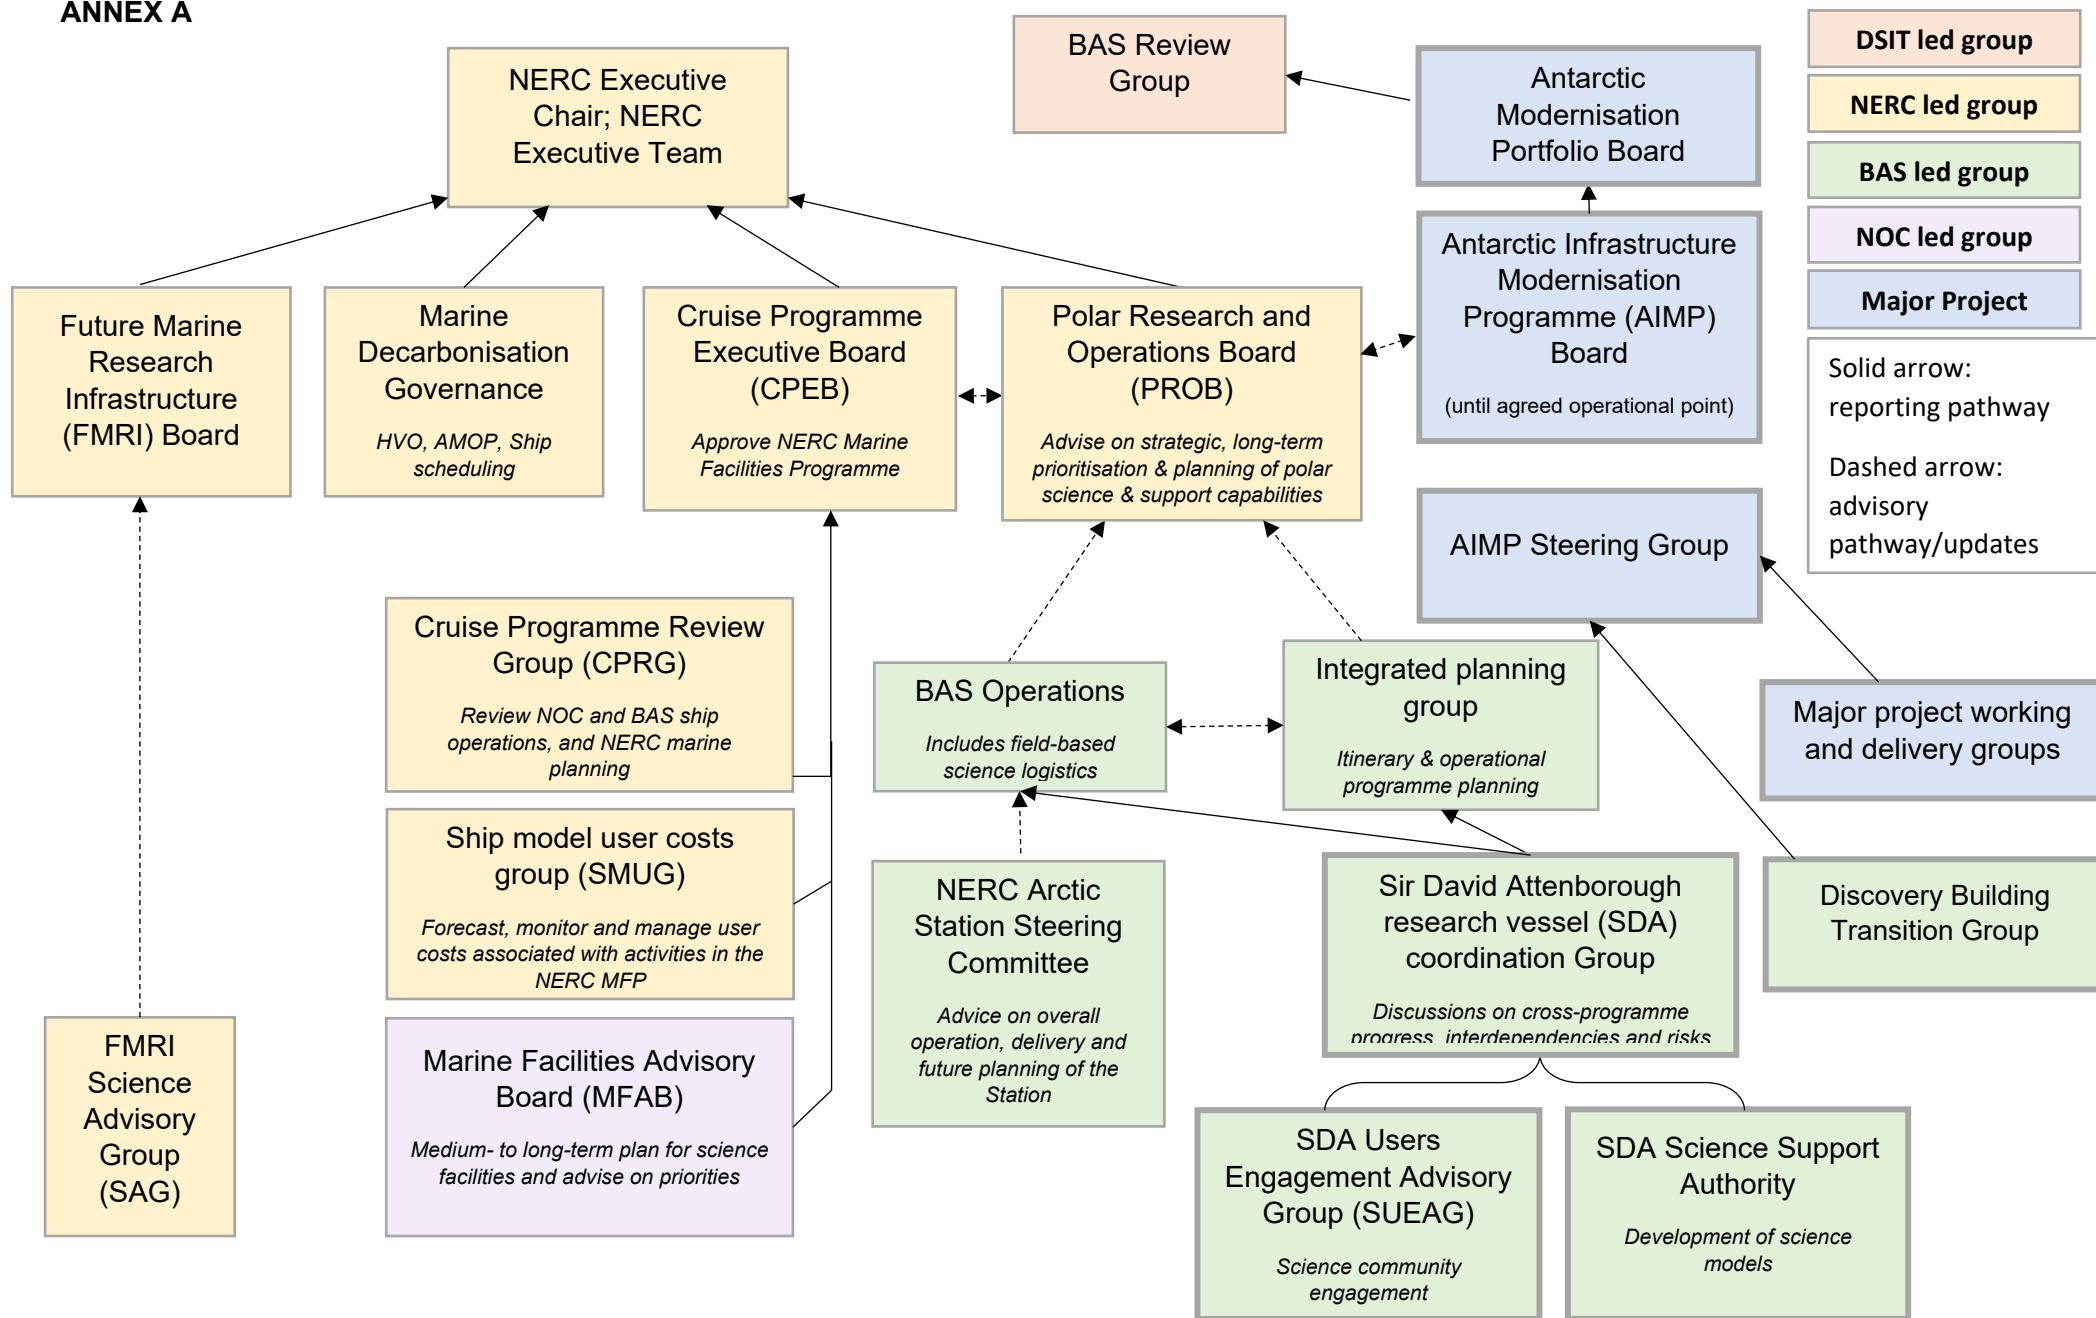 ANNEX A
NERC Executive
Chair; NERC
Executive Team
BAS Review
Group
Antarctic
Modernisation
Portfolio Board
DSIT led group
NERC led group
BAS led group
NOC led group
Major Project
Solid arrow:
reporting pathway
Dashed arrow:
advisory
pathway/updates
Future Marine
Research
Infrastructure
(FMRI) Board
Marine
Decarbonisation
Governance
HVO, AMOP, Ship
scheduling
Cruise Programme
Executive Board
(CPEB)
Approve NERC Marine
Facilities Programme
Polar Research and
Operations Board
(PROB)
Advise on strategic, long-term
prioritisation & planning of polar
science & support capabilities
Antarctic Infrastructure
Modernisation
Programme (AIMP)
Board
(until agreed operational point)
AIMP Steering Group
Cruise Programme Review
Group (CPRG)
Review NOC and BAS ship
operations, and NERC marine
planning
BAS Operations
Includes field-based
science logistics
Integrated planning
group
Itinerary & operational
programme planning
Major project working
and delivery groups
Ship model user costs
group (SMUG)
Forecast, monitor and manage user
costs associated with activities in the
NERC MFP
NERC Arctic
Station Steering
Committee
Advice on overall
operation, delivery and
future planning of the
Station
Sir David Attenborough
research vessel (SDA)
coordination Group
Discussions on cross-programme
progress, interdependencies and risks
Discovery Building
Transition Group
FMRI
Science
Advisory
Group
(SAG)
Marine Facilities Advisory
Board (MFAB)
Medium- to long-term plan for science
facilities and advise on priorities
SDA Users
Engagement Advisory
Group (SUEAG)
Science community
engagement
SDA Science Support
Authority
Development of science
models